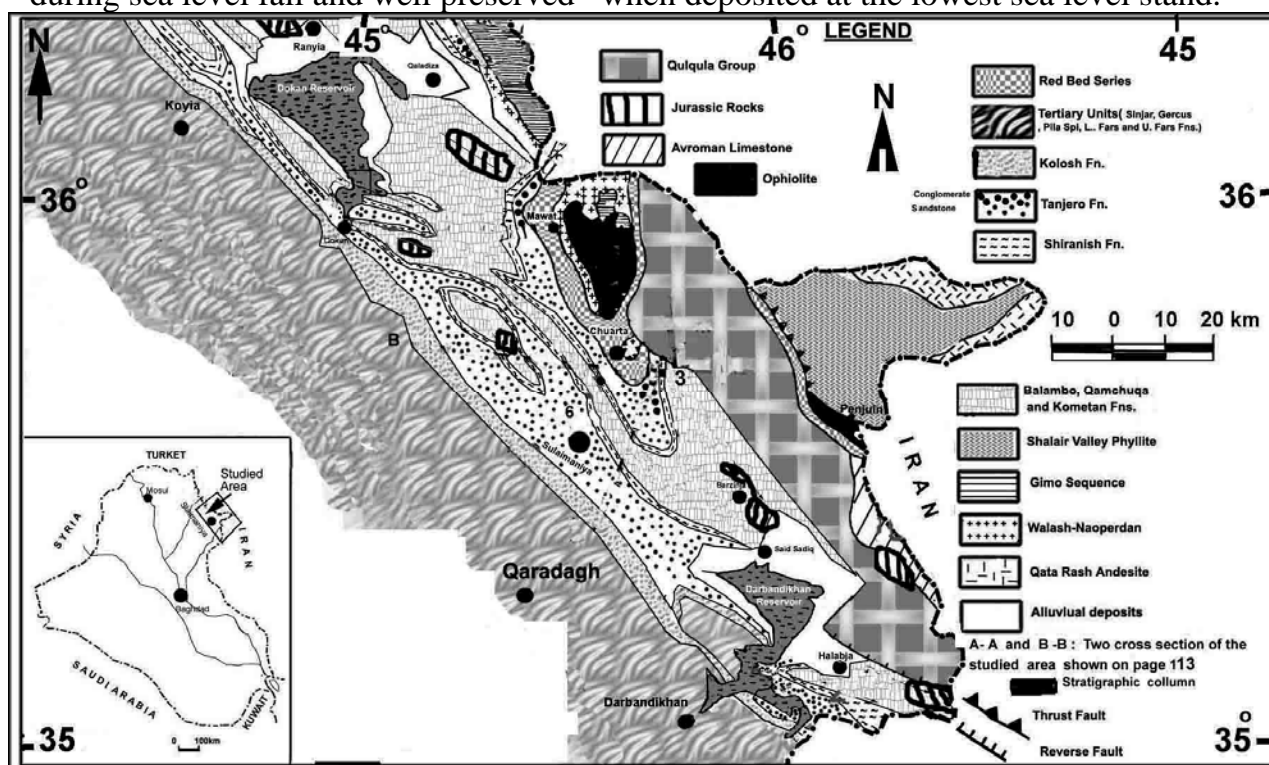 during sea level fall and well preserved when deposited at the lowest sea level stand.
N
45°
46°
LEGEND
45
Ranyia
Qaladiza
Dokan Reservoir
Koyia
36°
Qulqula Group
Jurassic Rocks
Avroman Limestone
Ophiolite
N
Red Bed Series
Tertiary Units( Sinjar, Gercus
, Pila Spi, L.. Fars and U. Fars Fns.)
Kolosh Fn.
Conglomerate
Sandstone
Tanjero Fn.
Shiranish Fn.
36°
10 0 10 20 km
Mawat
Chuarta
B
3
6
Sulaimaniya
Penjuin
IRAN
Barzinja
Said Sadiq
Qaradagh
Darbandikhan
Reservoir
Halabja
Darbandikhan
Balambo, Qamchuqa
and Kometan Fns.
Shalair Valley Phyllite
Gimo Sequence
Walash-Naoperdan
Qata Rash Andesite
Alluvlual deposits
A- A and B -B : Two cross section of the
studied area shown on page 113
Stratigraphic collumn
Thrust Fault
Reverse Fault
35°
35
TURKET
Studied
Area
Mosul
SYRIA
IRAN
Baghdad
SAUDI ARABIA
KUWAIT
0 100km